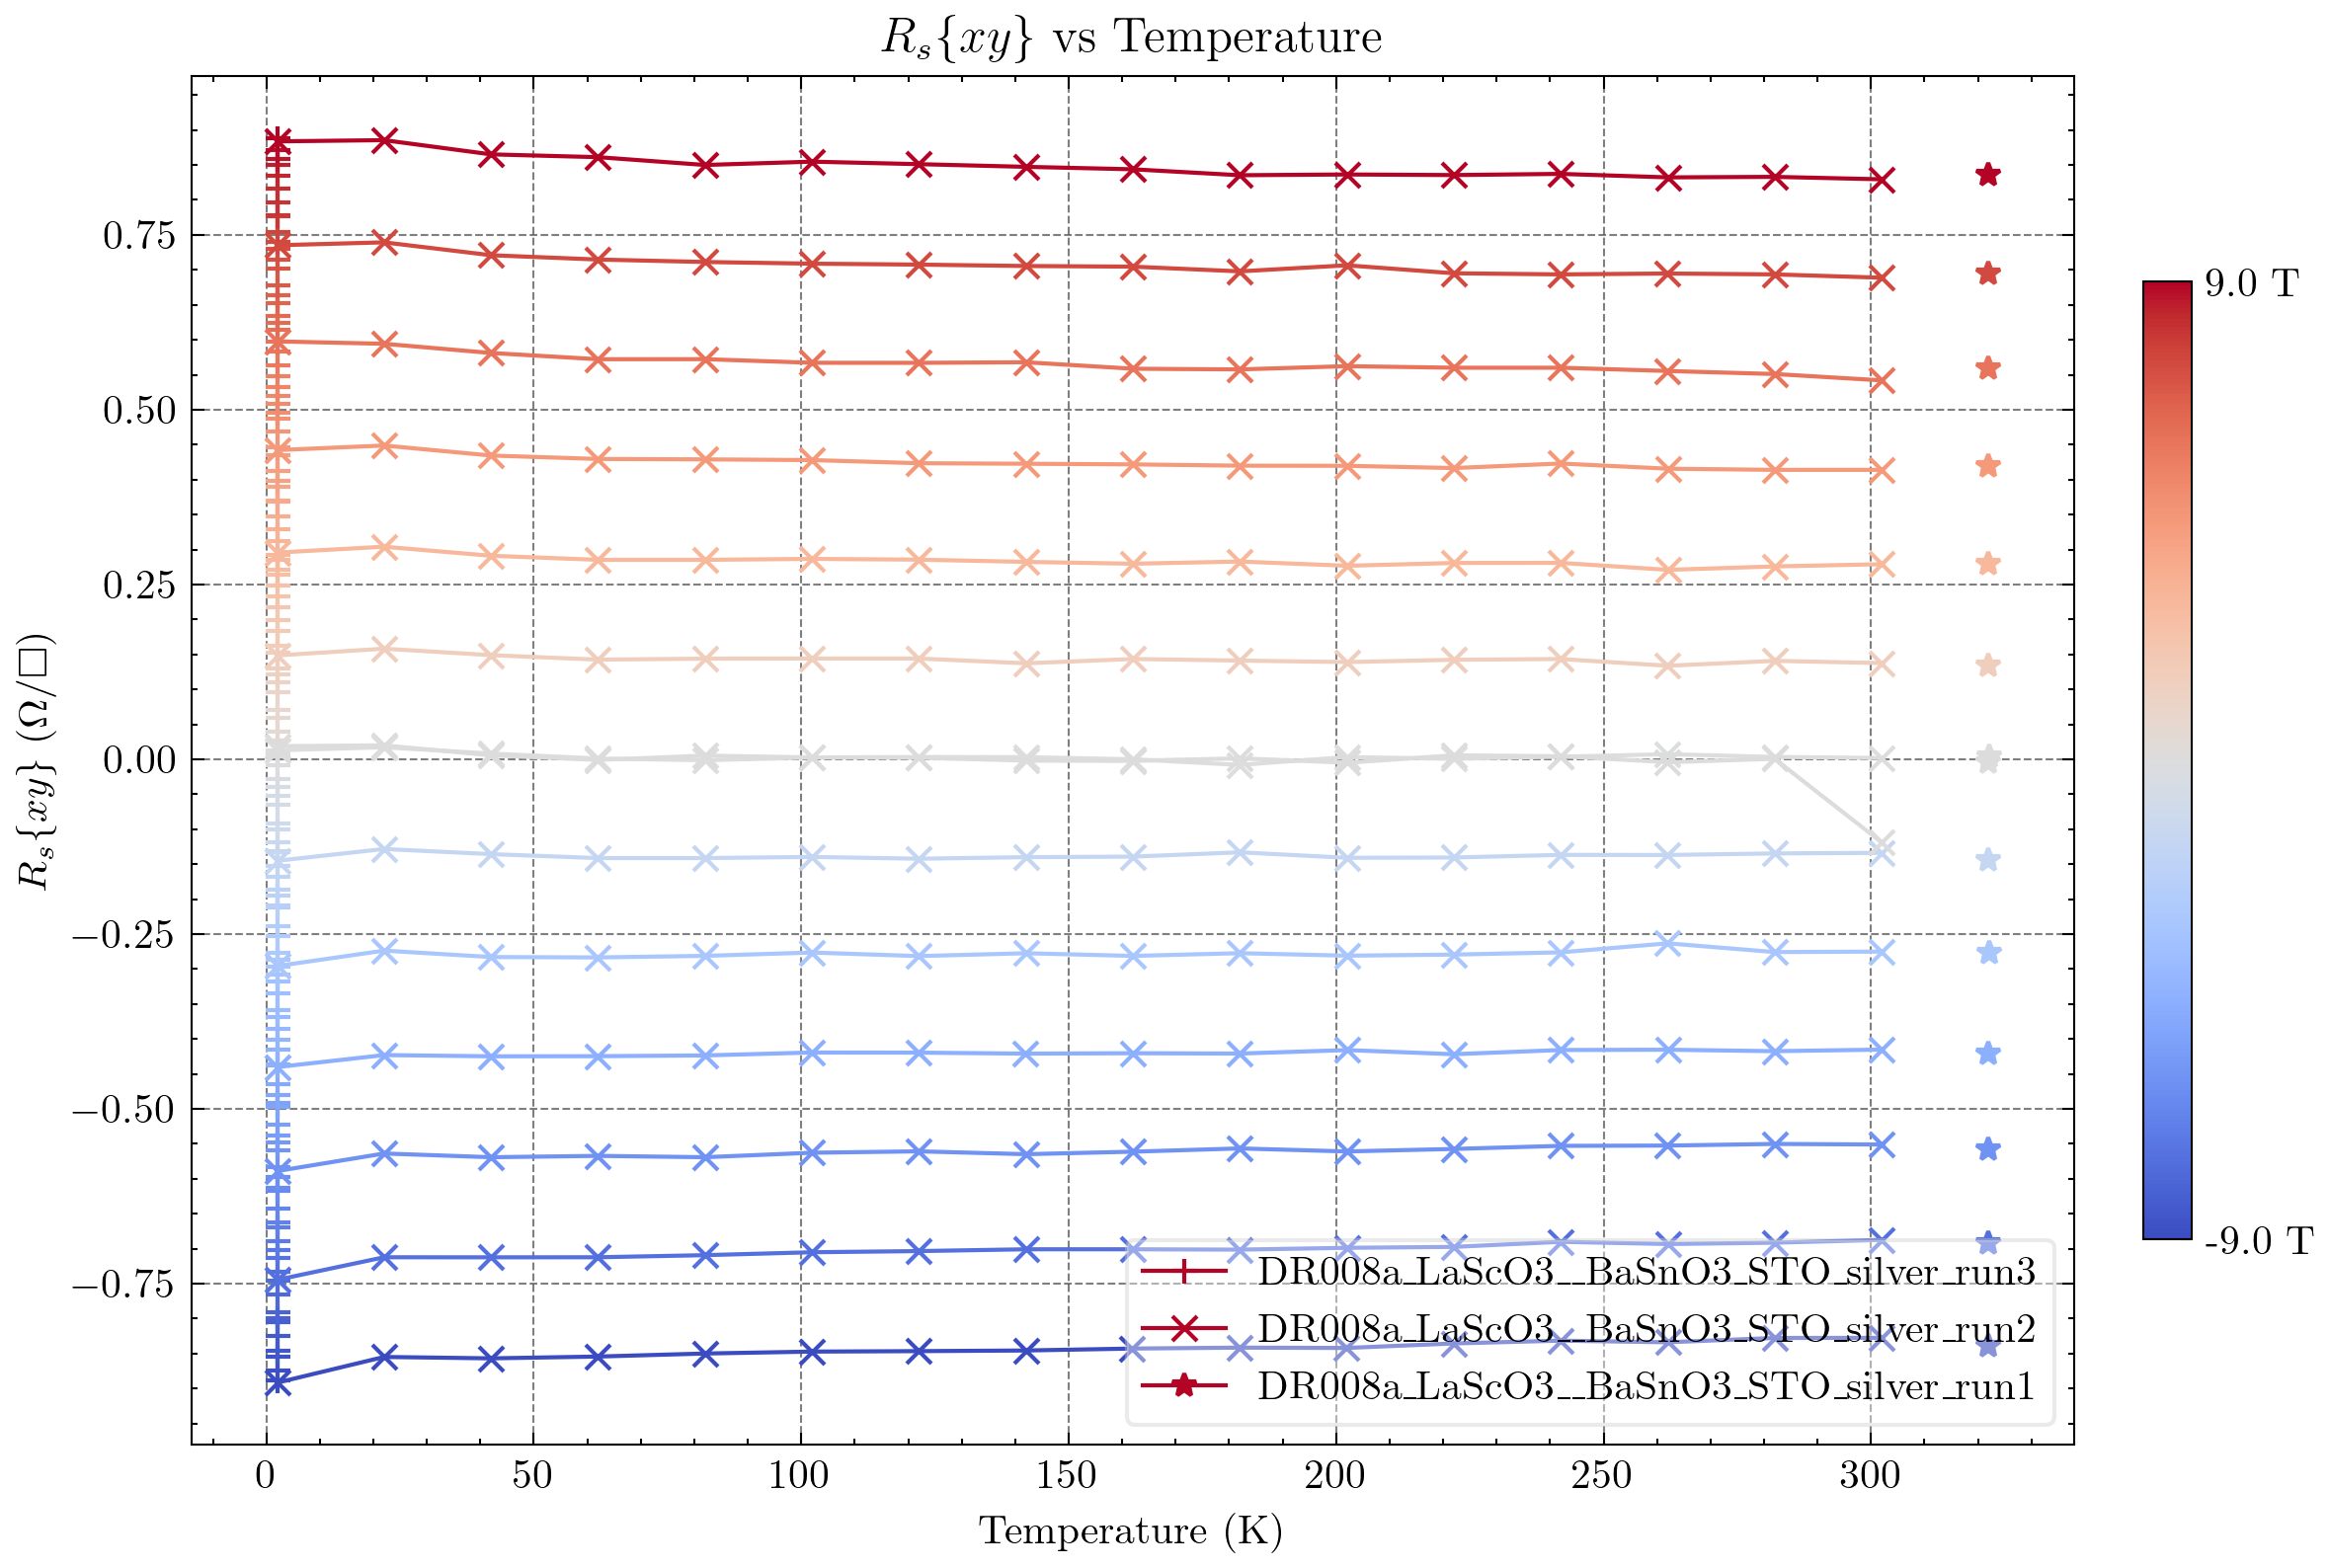 R_s{xy} vs Temperature
0.75
0.50
0.25
0.00
−0.25
−0.50
−0.75
R_s{xy} (Ω/□)
0
50
100
150
200
250
300
Temperature (K)
DR008a_LaScO3__BaSnO3_STO_silver_run3
DR008a_LaScO3__BaSnO3_STO_silver_run2
DR008a_LaScO3__BaSnO3_STO_silver_run1
9.0 T
-9.0 T